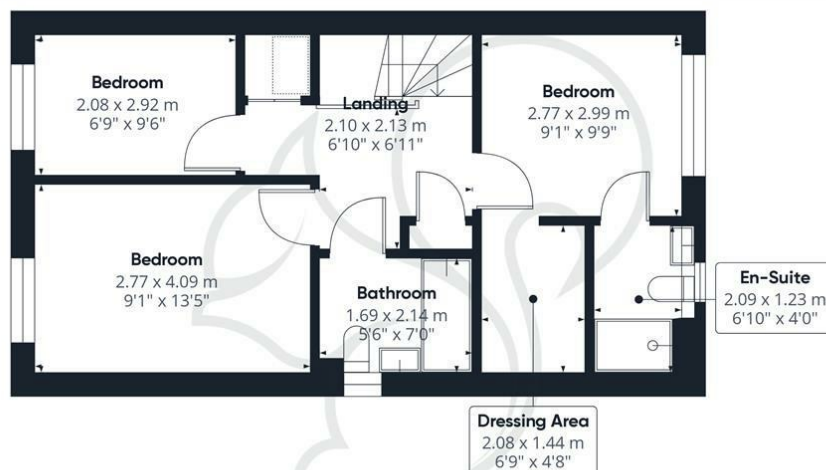 Bedroom
2.08 x 2.92 m
6'9" x 9'6"
Landing
2.10 x 2.13 m
6'10" x 6'11"
Bedroom
2.77 x 2.99 m
9'1" x 9'9"
Bedroom
2.77 x 4.09 m
9'1" x 13'5"
Bathroom
1.69 x 2.14 m
5'6" x 7'0"
En-Suite
2.09 x 1.23 m
6'10" x 4'0"
Dressing Area
2.08 x 1.44 m
6'9" x 4'8"